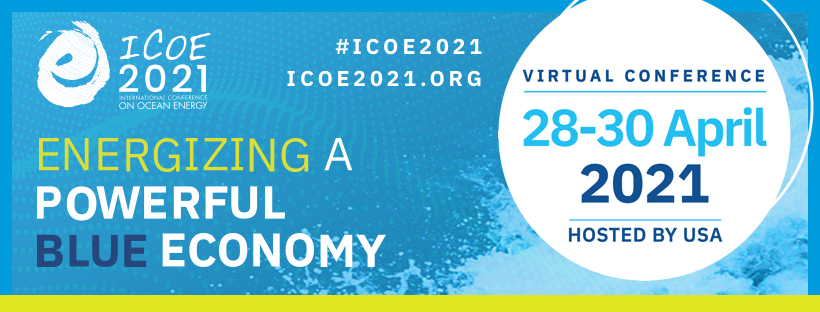 ICOE
2021
INTERNATIONAL CONFERENCE
ON OCEAN ENERGY
#ICOE2021
ICOE2021.ORG
ENERGIZING A
POWERFUL
BLUE ECONOMY
VIRTUAL CONFERENCE
28-30 April
2021
HOSTED BY USA